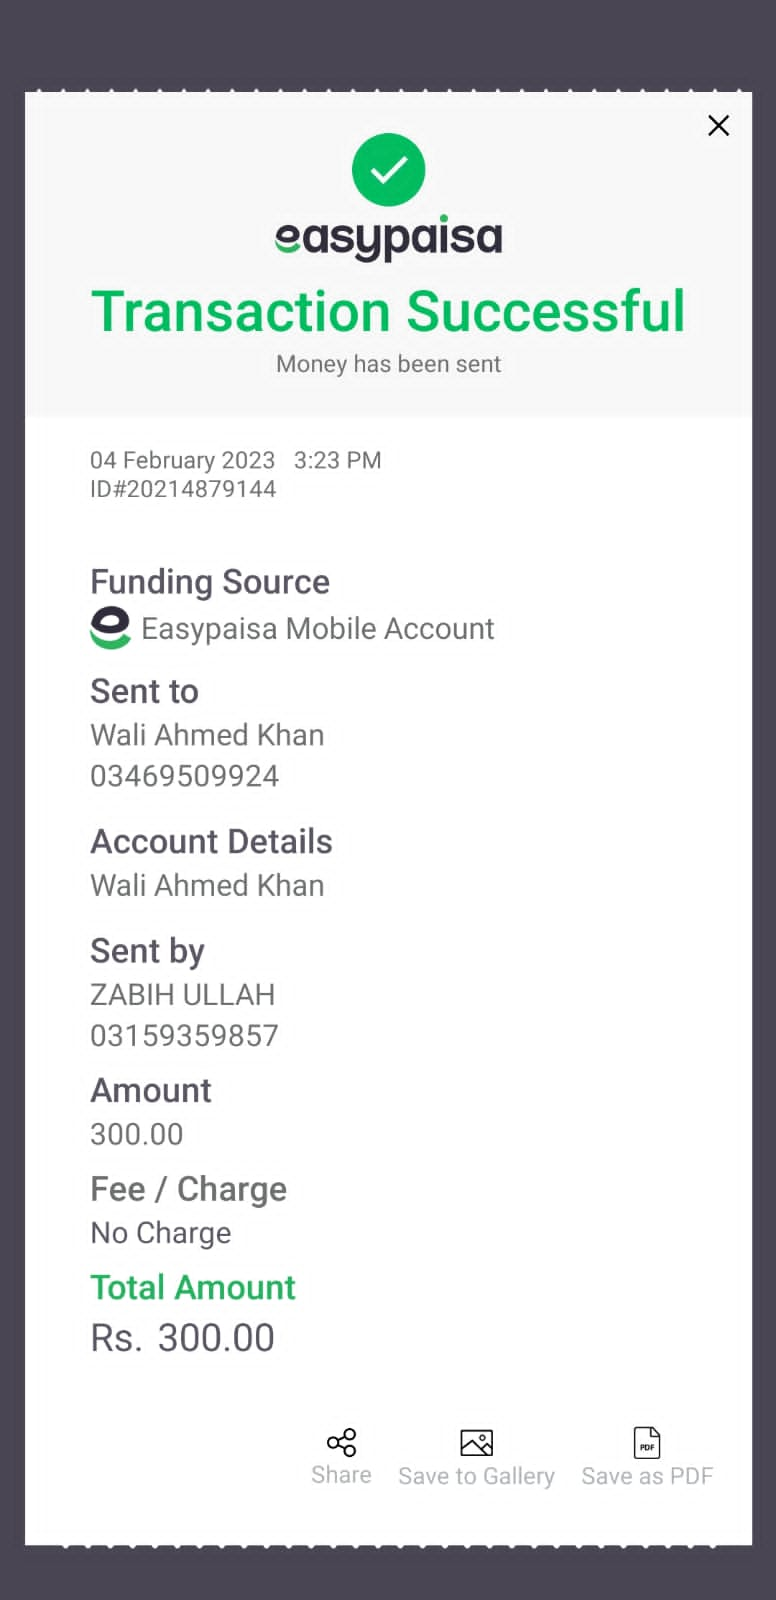 easypaisa
Transaction Successful
Money has been sent
04 February 2023 3:23 PM
ID#20214879144
Funding Source
Easypaisa Mobile Account
Sent to
Wali Ahmed Khan
03469509924
Account Details
Wali Ahmed Khan
Sent by
ZABIH ULLAH
03159359857
Amount
300.00
Fee / Charge
No Charge
Total Amount
Rs. 300.00
PDF
Share Save to Gallery Save as PDF